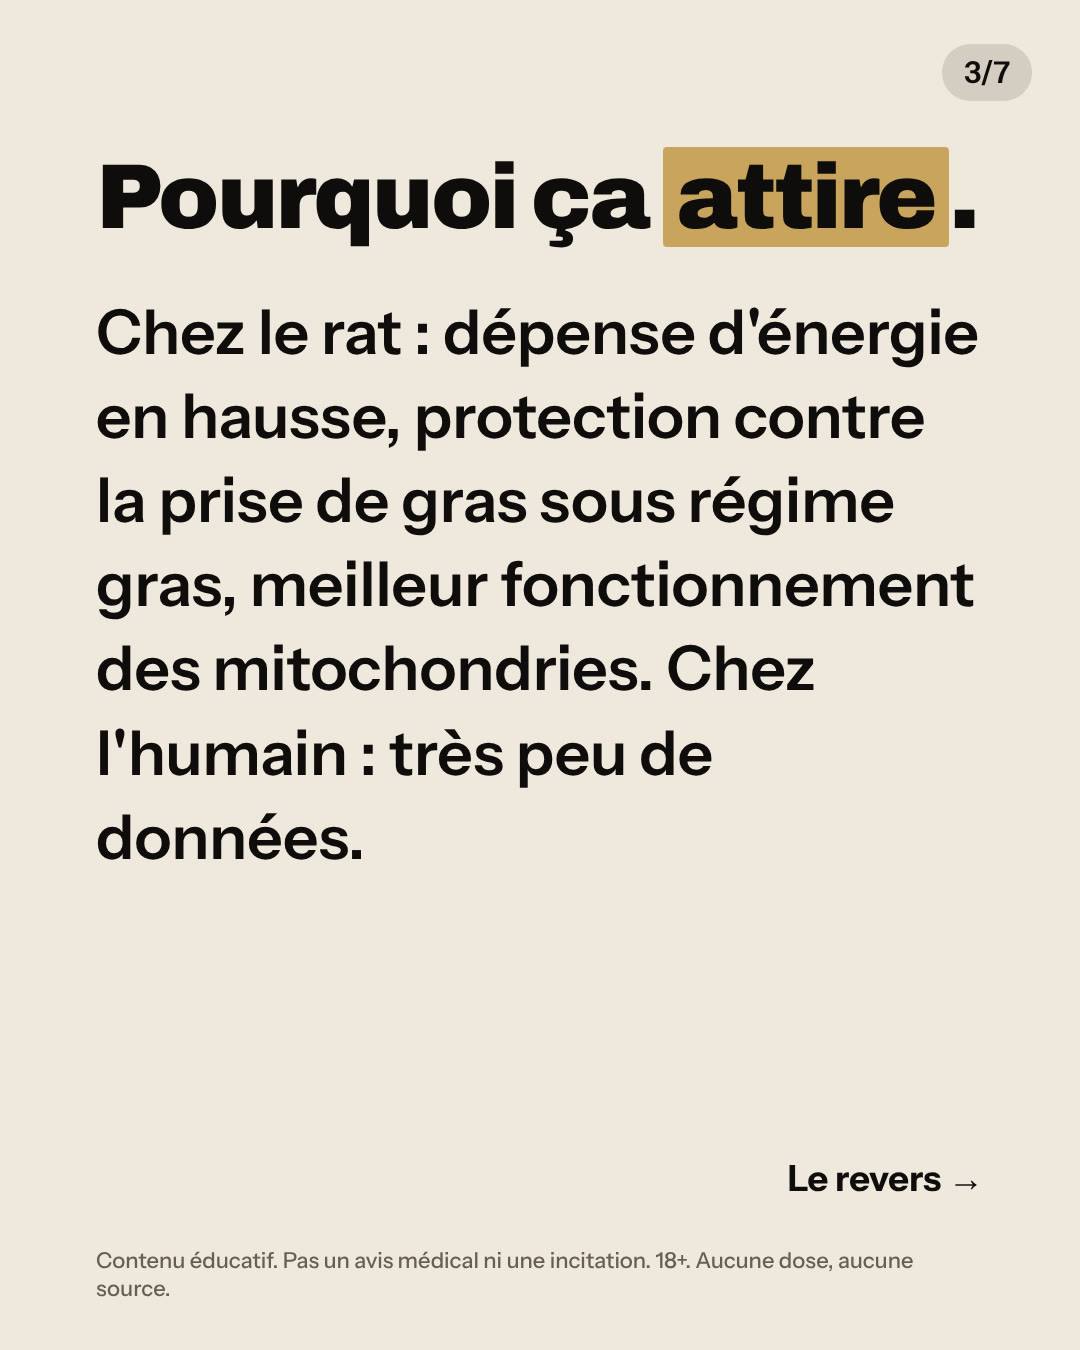 3/7
Pourquoi ça attire.
Chez le rat : dépense d'énergie
en hausse, protection contre
la prise de gras sous régime
gras, meilleur fonctionnement
des mitochondries. Chez
l'humain : très peu de
données.
Le revers →
Contenu éducatif. Pas un avis médical ni une incitation. 18+. Aucune dose, aucune
source.